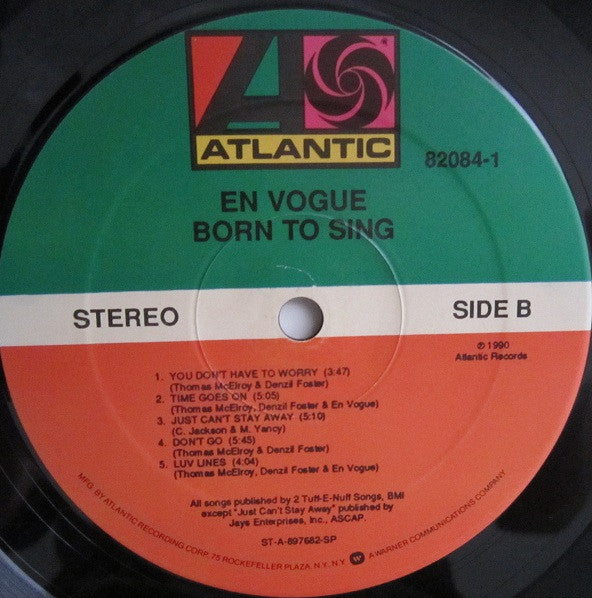 ATLANTIC
82084-1
EN VOGUE
BORN TO SING
STEREO
SIDE B
℗ 1990
Atlantic Records
1. YOU DON'T HAVE TO WORRY (3:47)
(Thomas McElroy & Denzil Foster)
2. TIME GOES ON (5:05)
(Thomas McElroy, Denzil Foster & En Vogue)
3. JUST CAN'T STAY AWAY (5:10)
(C. Jackson & M. Yancy)
4. DON'T GO (5:45)
(Thomas McElroy & Denzil Foster)
5. LUV LINES (4:04)
(Thomas McElroy, Denzil Foster & En Vogue)
All songs published by 2 Tuff-E-Nuff Songs, BMI
except "Just Can't Stay Away" published by
Jays Enterprises, Inc., ASCAP.
ST-A-897682-SP
MFG. BY ATLANTIC RECORDING CORP. 75 ROCKEFELLER PLAZA, N.Y. N.Y. A WARNER COMMUNICATIONS COMPANY